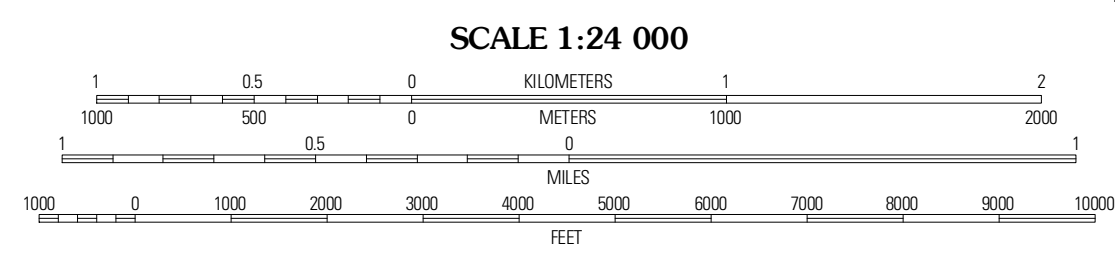 SCALE 1:24 000
1 0.5 0 KILOMETERS 1 2
1000 500 0 METERS 1000 2000
1 0.5 0 1
MILES
1000 0 1000 2000 3000 4000 5000 6000 7000 8000 9000 10000
FEET